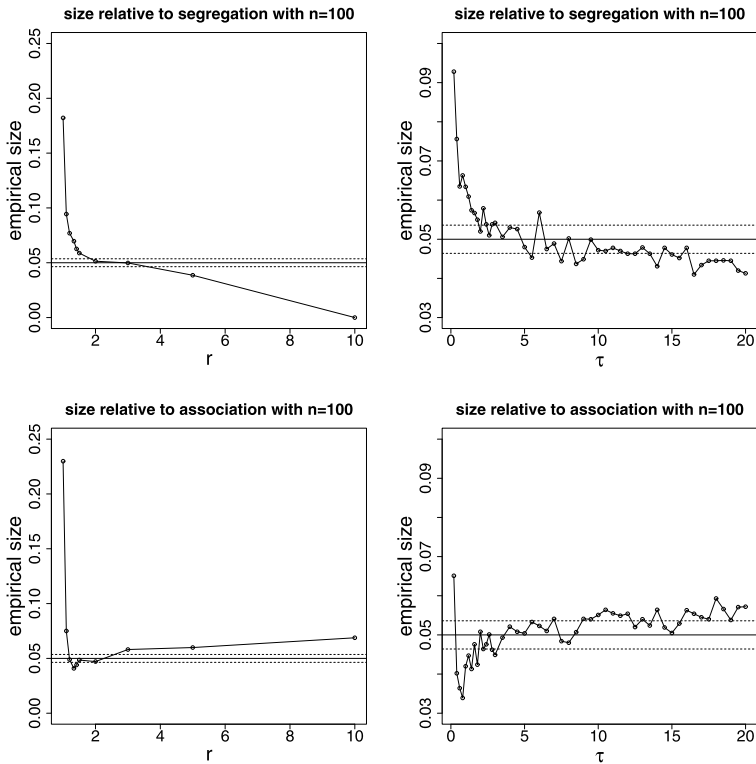 size relative to segregation with n=100
empirical size
0.00 0.05 0.10 0.15 0.20 0.25
2 4 6 8 10
r
size relative to segregation with n=100
empirical size
0.03 0.05 0.07 0.09
0 5 10 15 20
τ
size relative to association with n=100
empirical size
0.00 0.05 0.10 0.15 0.20 0.25
2 4 6 8 10
r
size relative to association with n=100
empirical size
0.03 0.05 0.07 0.09
0 5 10 15 20
τ